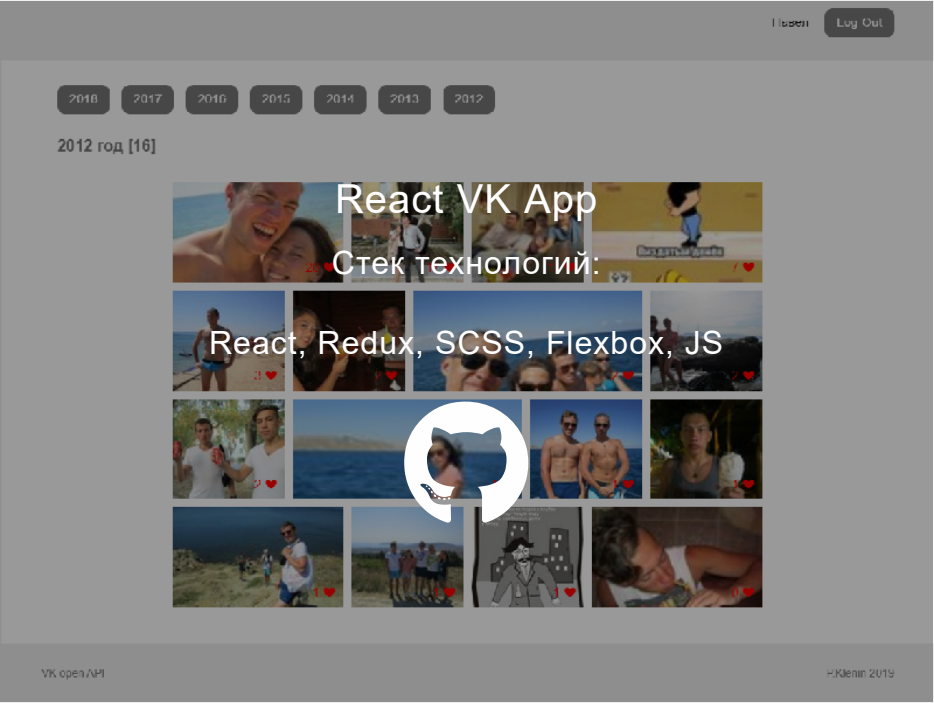 Павел Log Out
2018 2017 2016 2015 2014 2013 2012
2012 год [16]
React VK App
Стек технологий:
React, Redux, SCSS, Flexbox, JS
VK open API P.Klenin 2019